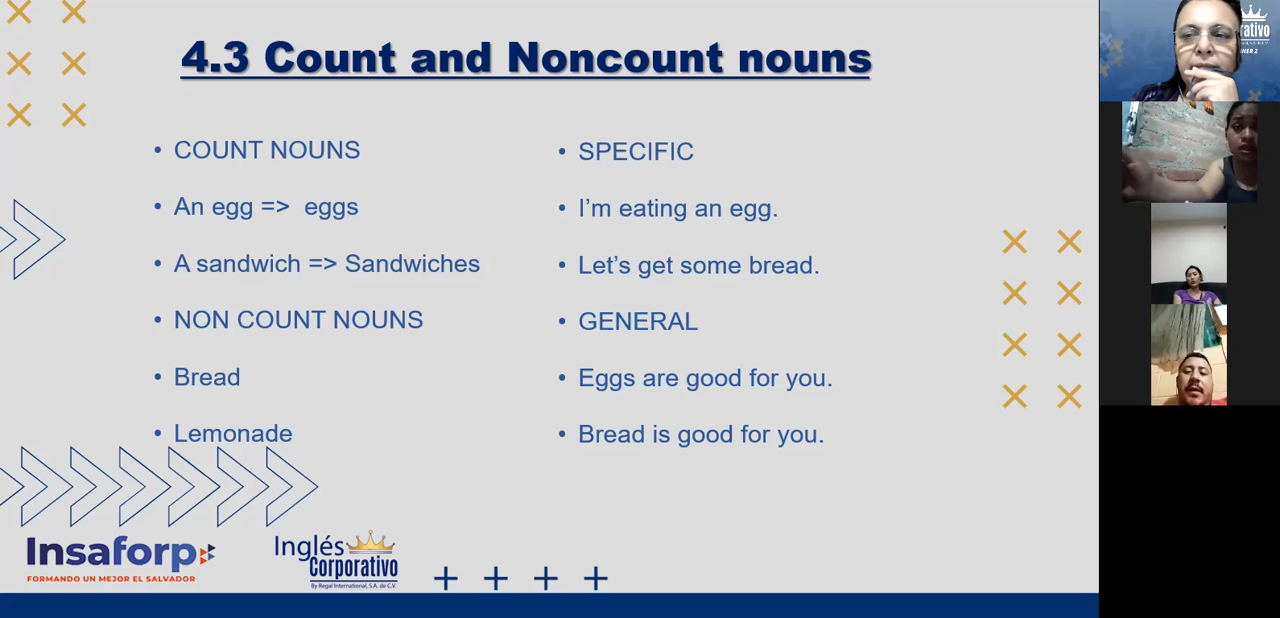 4.3 Count and Noncount nouns
• COUNT NOUNS
• An egg => eggs
• A sandwich => Sandwiches
• NON COUNT NOUNS
• Bread
• Lemonade
• SPECIFIC
• I'm eating an egg.
• Let's get some bread.
• GENERAL
• Eggs are good for you.
• Bread is good for you.
Insaforp
FORMANDO UN MEJOR EL SALVADOR
Inglés
Corporativo
By Regal International, S.A. de C.V.